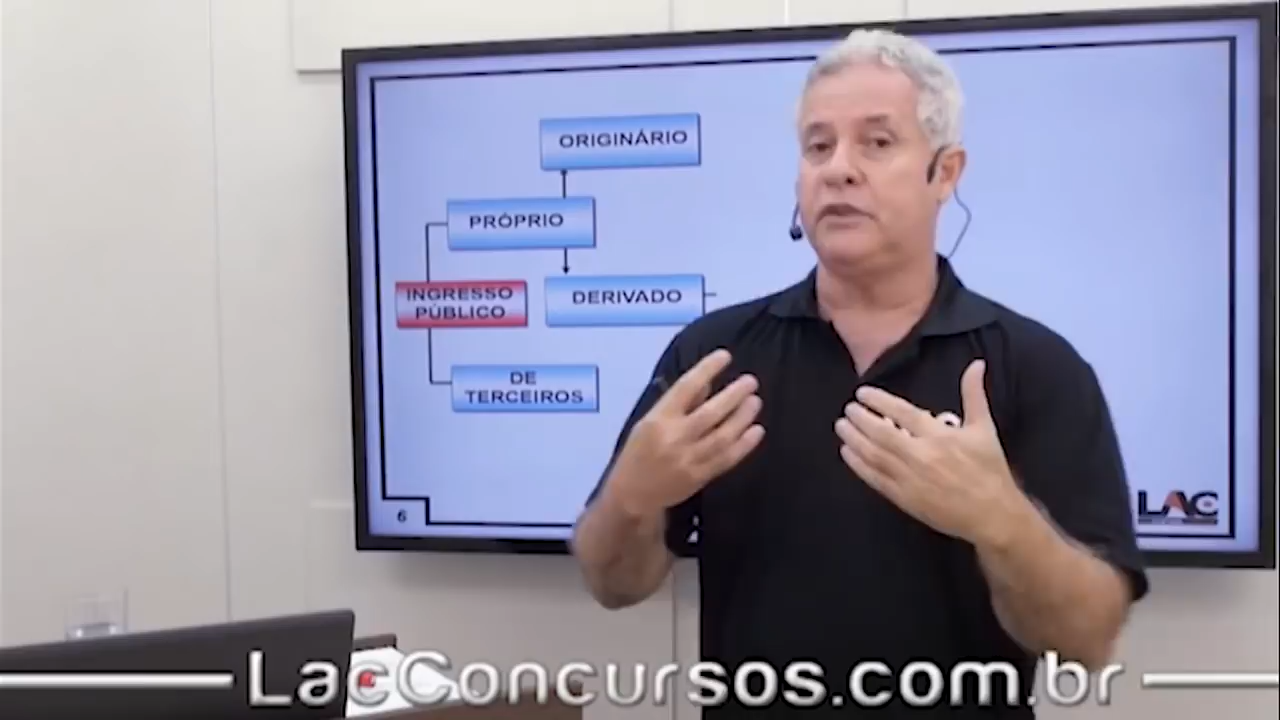 ORIGINÁRIO
PRÓPRIO
INGRESSO
PÚBLICO
DERIVADO
DE
TERCEIROS
6
LAC
LacConcursos.com.br